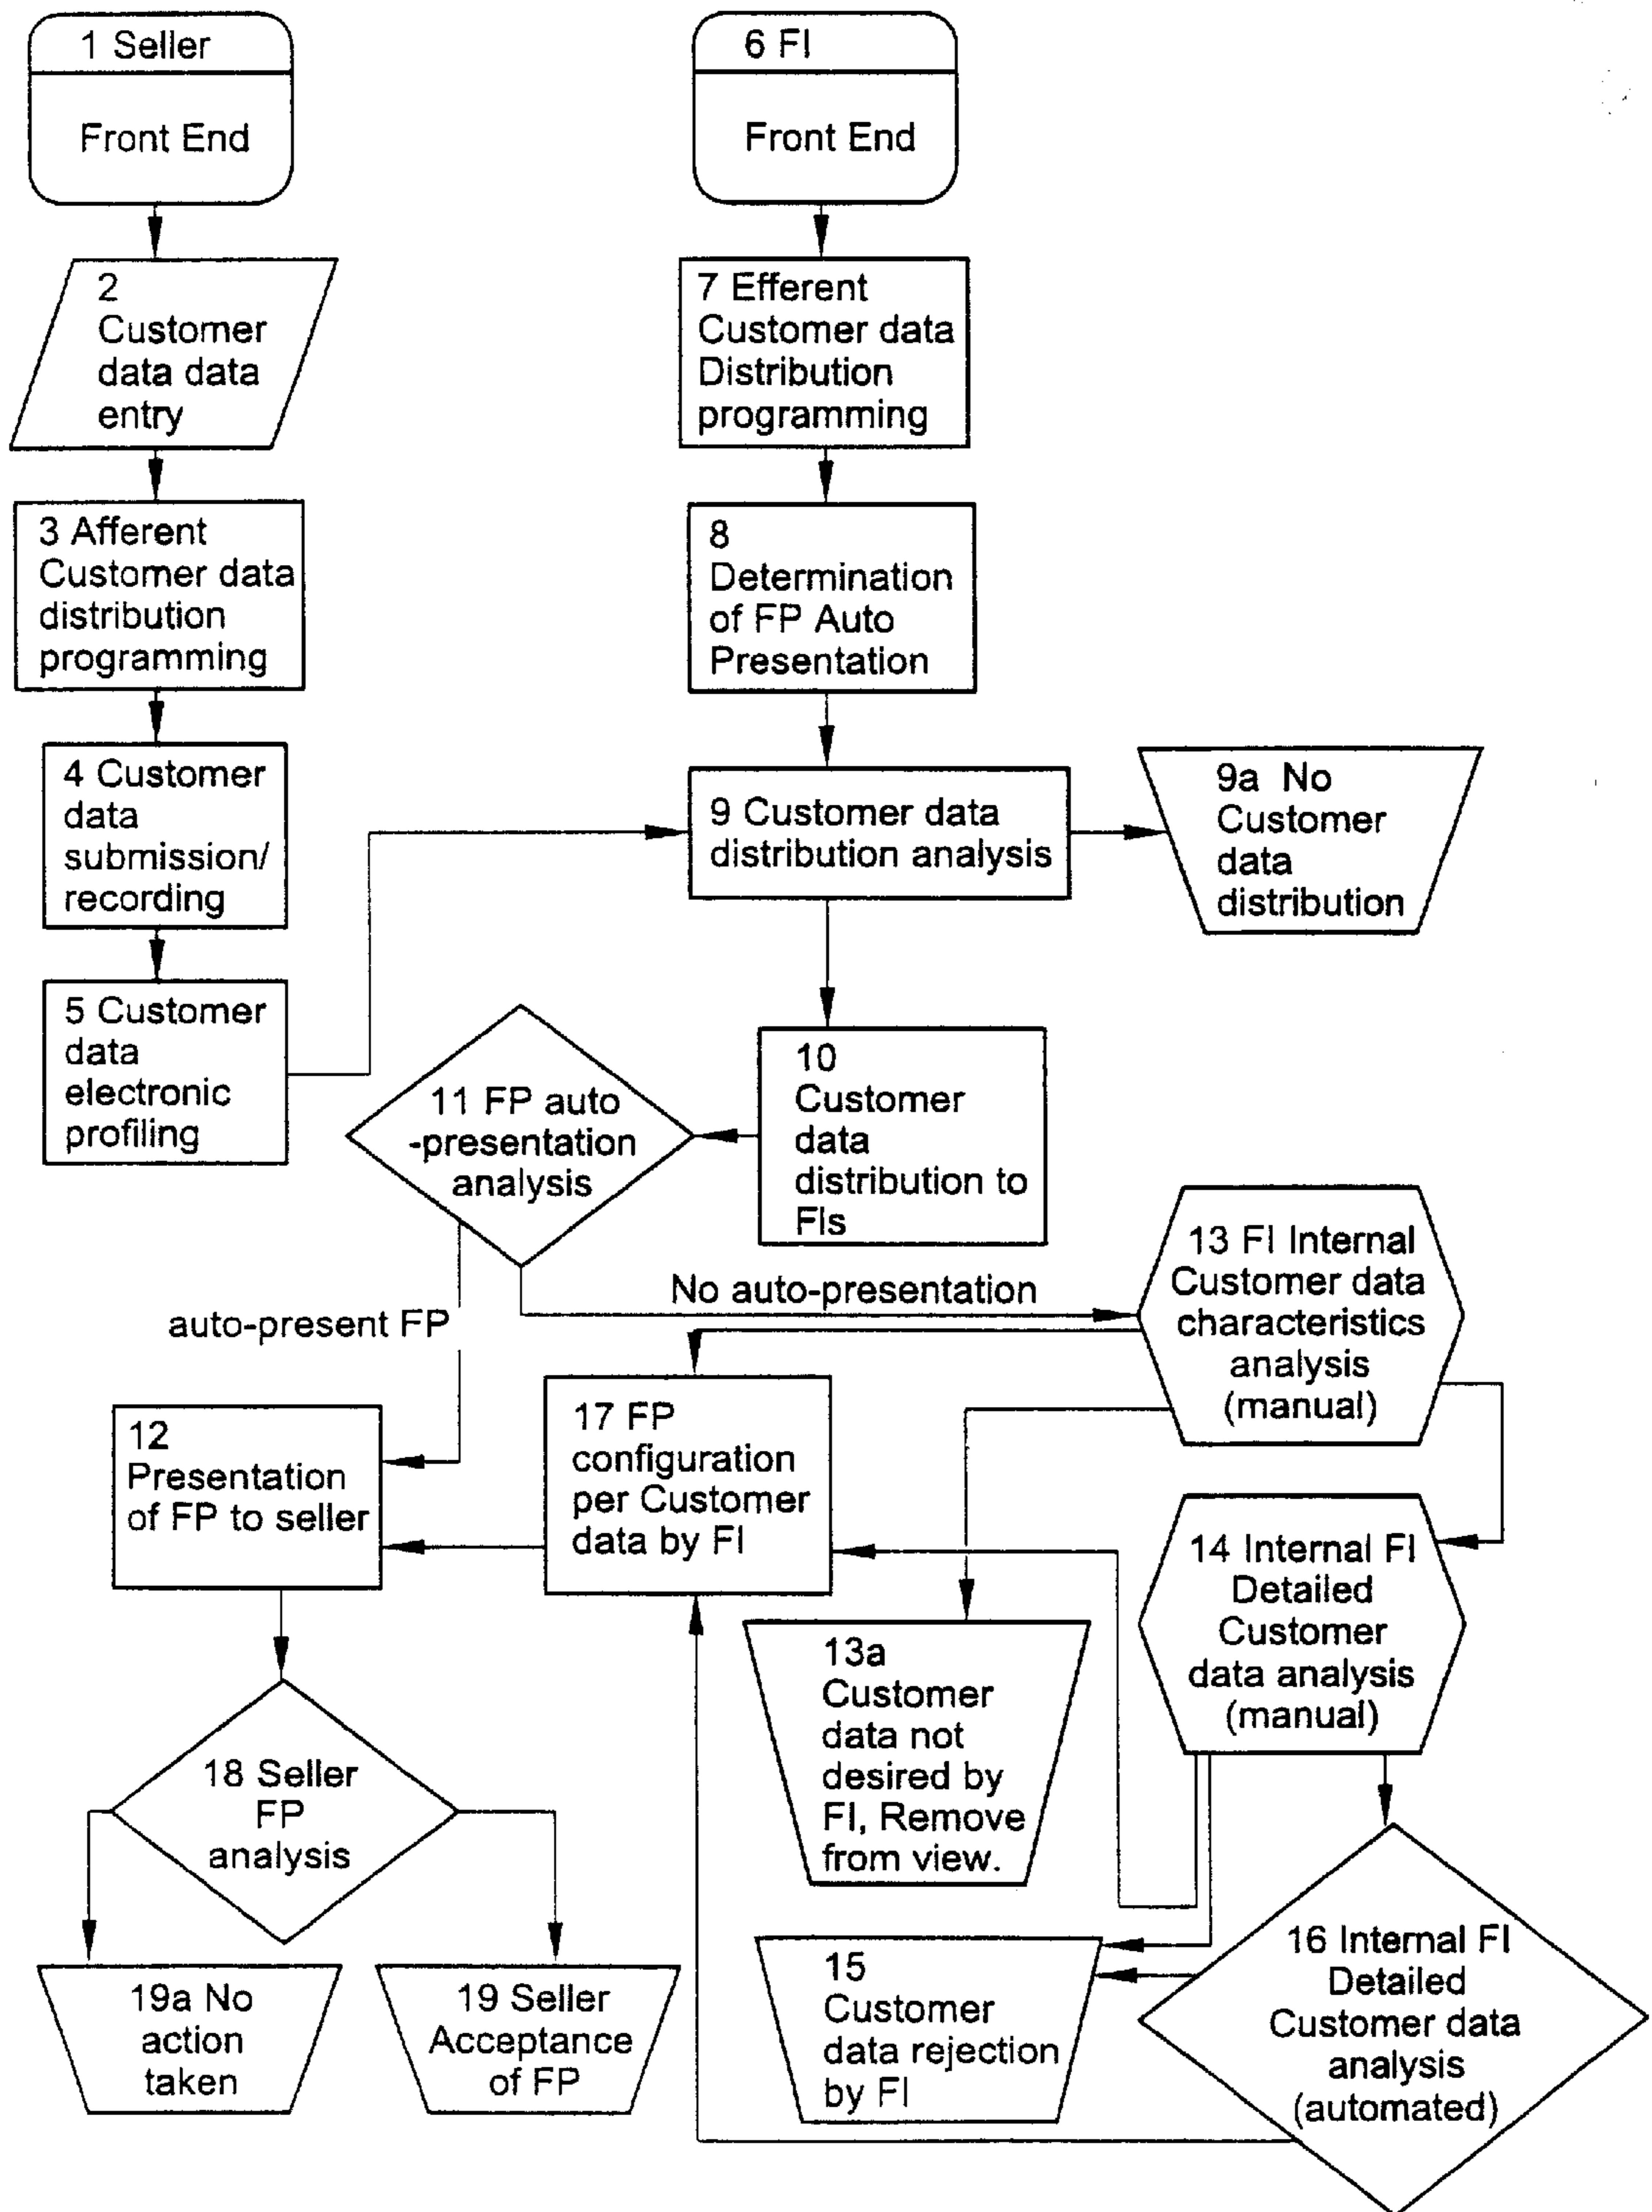 1 Seller
Front End
6 FI
Front End
2
Customer
data data
entry
7 Efferent
Customer data
Distribution
programming
3 Afferent
Customer data
distribution
programming
8
Determination
of FP Auto
Presentation
4 Customer
data
submission/
recording
9 Customer data
distribution analysis
9a No
Customer
data
distribution
5 Customer
data
electronic
profiling
10
Customer
data
distribution to
FIs
11 FP auto
-presentation
analysis
No auto-presentation
auto-present FP
13 FI Internal
Customer data
characteristics
analysis
(manual)
12
Presentation
of FP to seller
17 FP
configuration
per Customer
data by FI
14 Internal FI
Detailed
Customer
data analysis
(manual)
13a
Customer
data not
desired by
FI, Remove
from view.
18 Seller
FP
analysis
16 Internal FI
Detailed
Customer data
analysis
(automated)
15
Customer
data rejection
by FI
19a No
action
taken
19 Seller
Acceptance
of FP